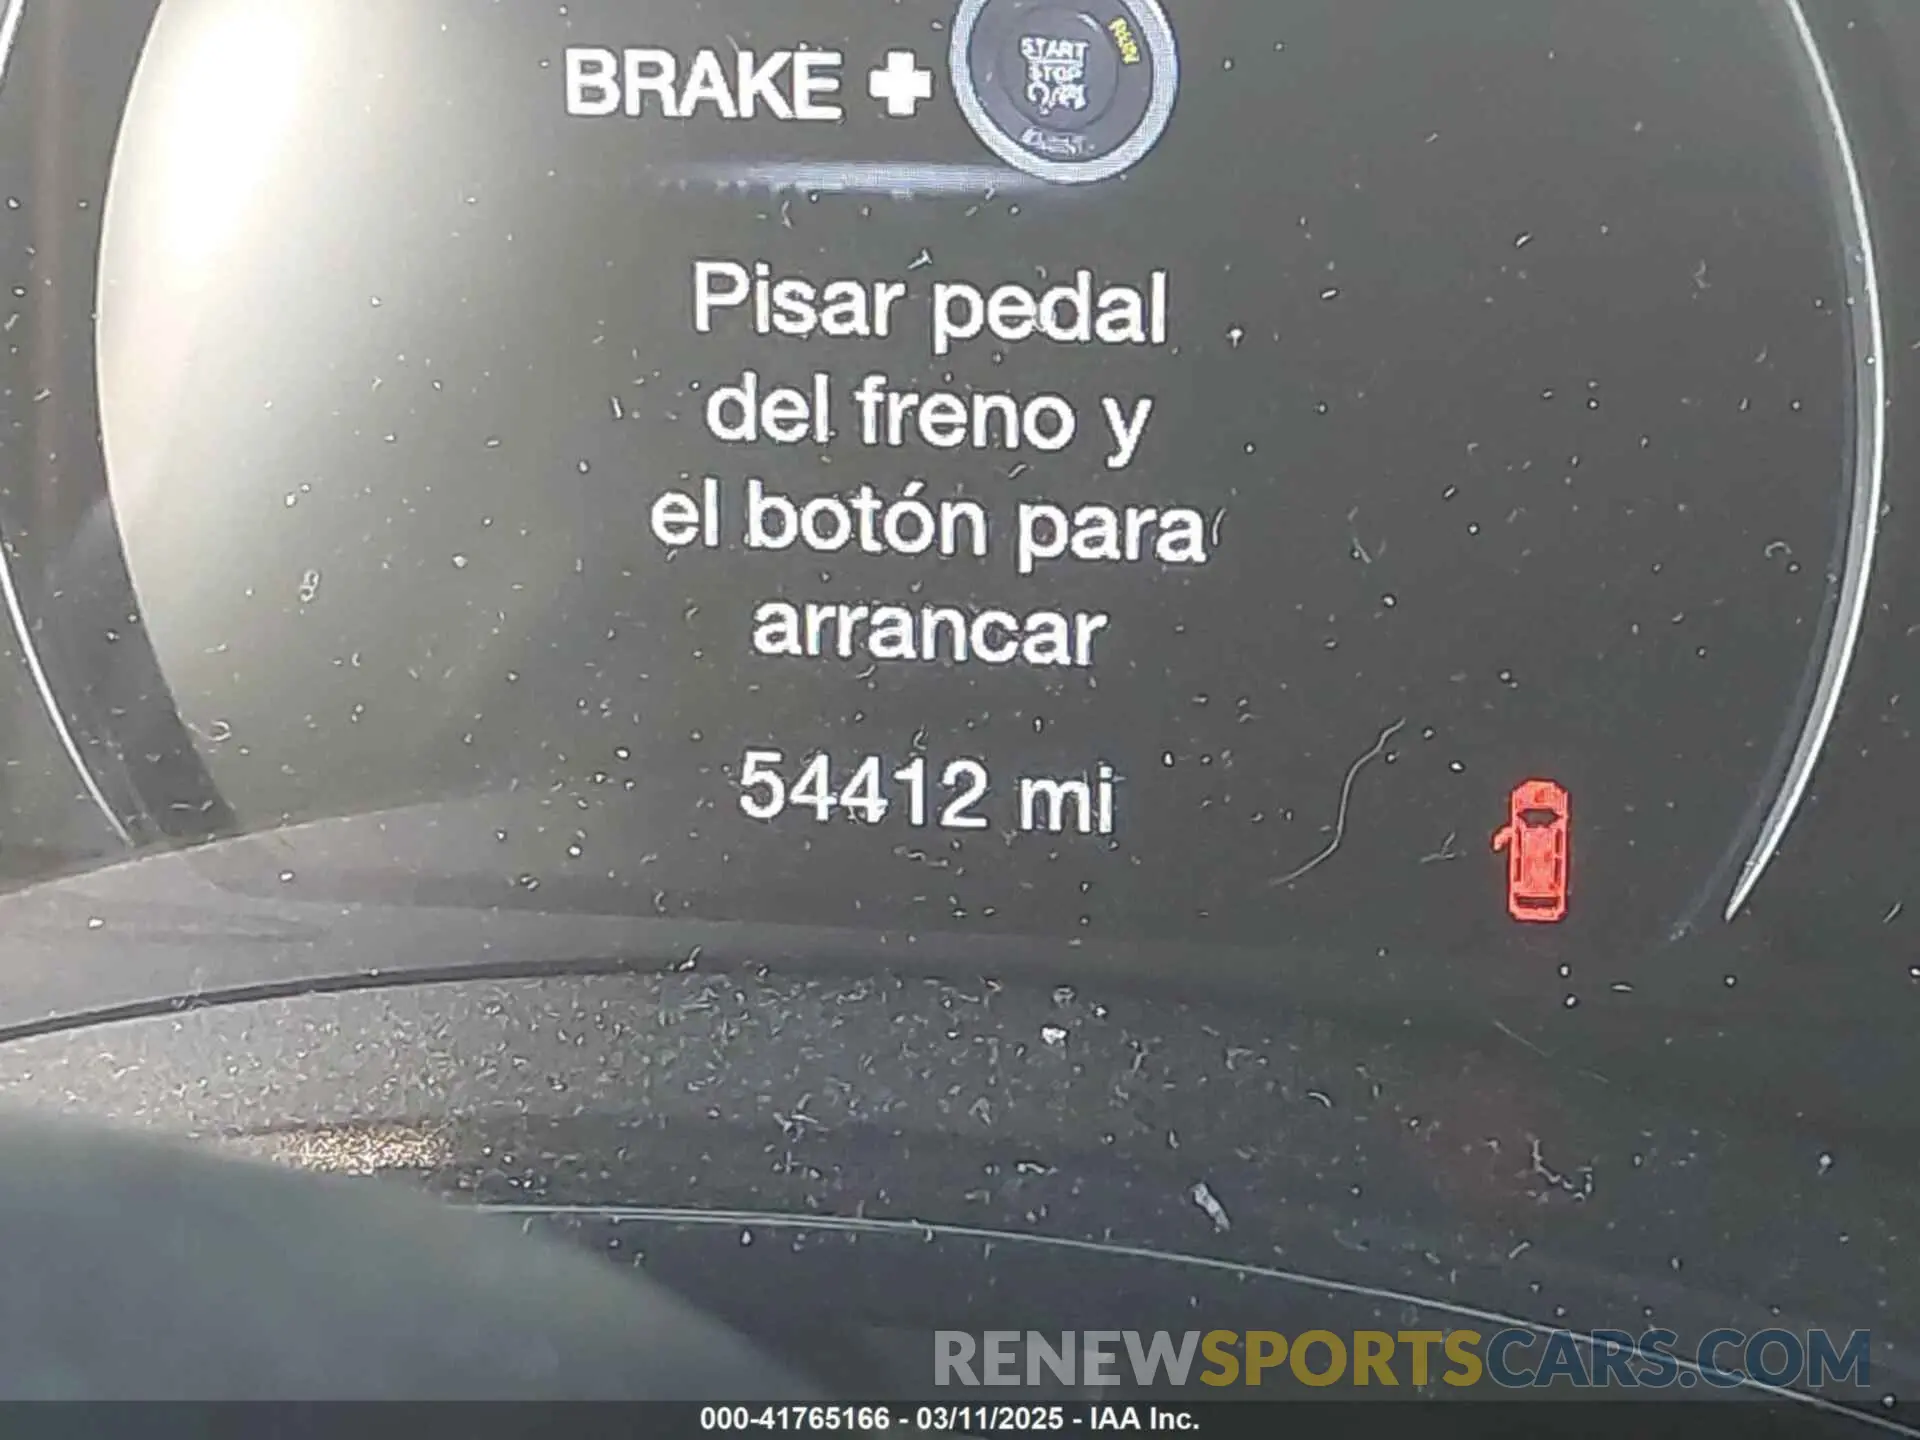 BRAKE +
START
STOP
Pisar pedal
del freno y
el botón para
arrancar
54412 mi
RENEWSPORTSCARS.COM
000-41765166 - 03/11/2025 - IAA Inc.